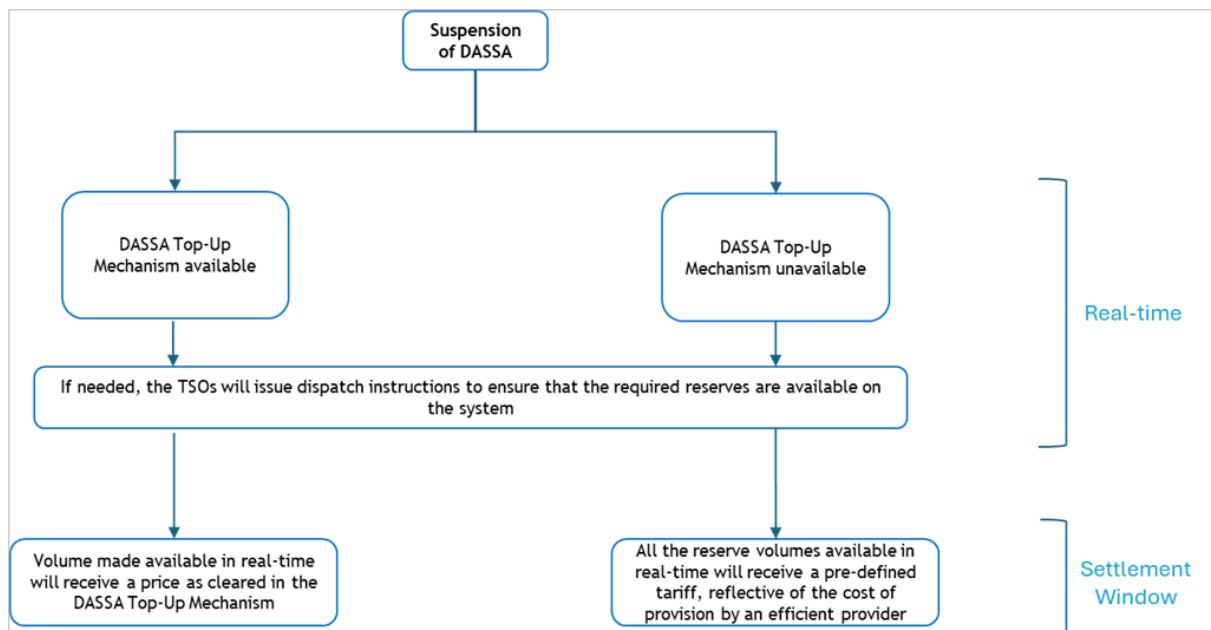 Suspension
of DASSA
DASSA Top-Up
Mechanism available
DASSA Top-Up
Mechanism unavailable
Real-time
If needed, the TSOs will issue dispatch instructions to ensure that the required reserves are available on
the system
Volume made available in real-time
will receive a price as cleared in the
DASSA Top-Up Mechanism
All the reserve volumes available in
real-time will receive a pre-defined
tariff, reflective of the cost of
provision by an efficient provider
Settlement
Window